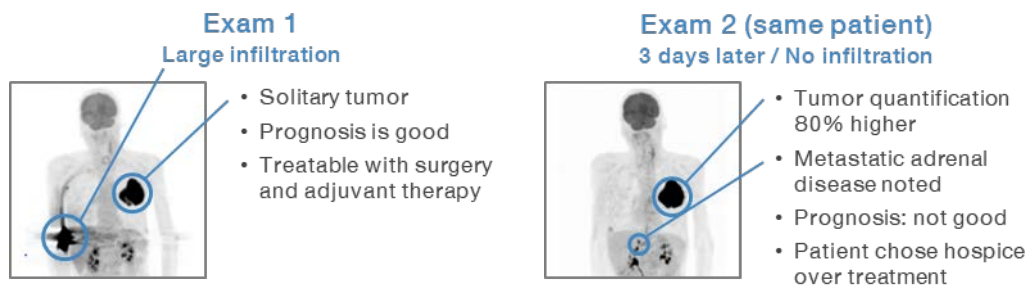 Exam 1
Large infiltration
• Solitary tumor
• Prognosis is good
• Treatable with surgery
and adjuvant therapy
Exam 2 (same patient)
3 days later / No infiltration
• Tumor quantification
80% higher
• Metastatic adrenal
disease noted
• Prognosis: not good
• Patient chose hospice
over treatment